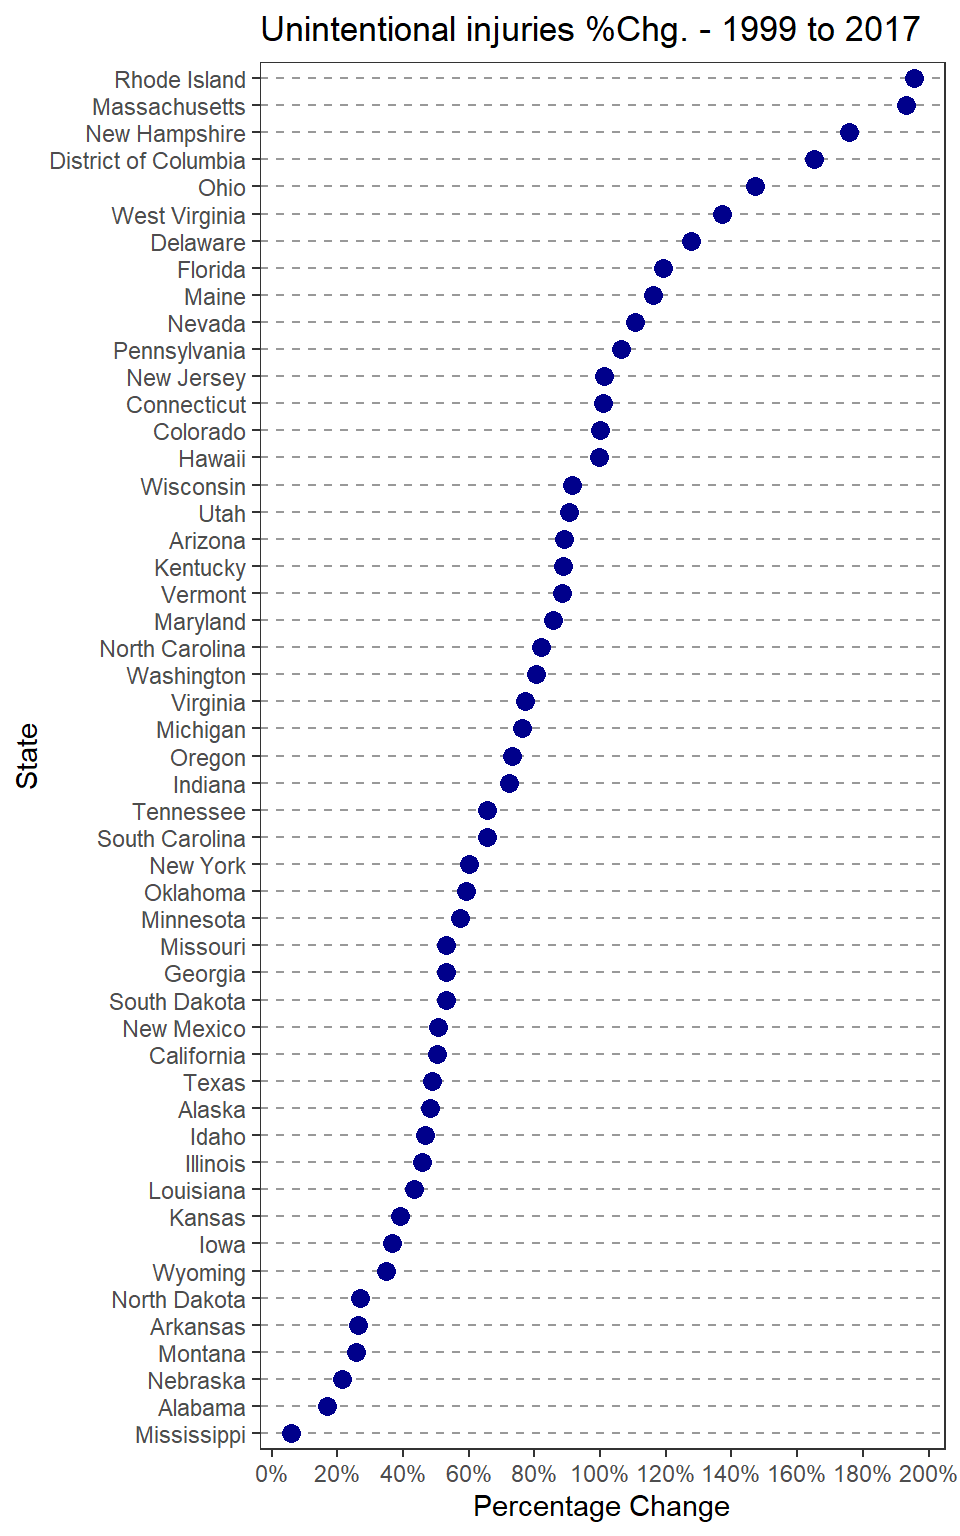 Unintentional injuries %Chg. - 1999 to 2017
Rhode Island
Massachusetts
New Hampshire
District of Columbia
Ohio
West Virginia
Delaware
Florida
Maine
Nevada
Pennsylvania
New Jersey
Connecticut
Colorado
Hawaii
Wisconsin
Utah
Arizona
Kentucky
Vermont
Maryland
North Carolina
Washington
Virginia
Michigan
Oregon
Indiana
Tennessee
South Carolina
New York
Oklahoma
Minnesota
Missouri
Georgia
South Dakota
New Mexico
California
Texas
Alaska
Idaho
Illinois
Louisiana
Kansas
Iowa
Wyoming
North Dakota
Arkansas
Montana
Nebraska
Alabama
Mississippi
State
0% 20% 40% 60% 80% 100% 120% 140% 160% 180% 200%
Percentage Change